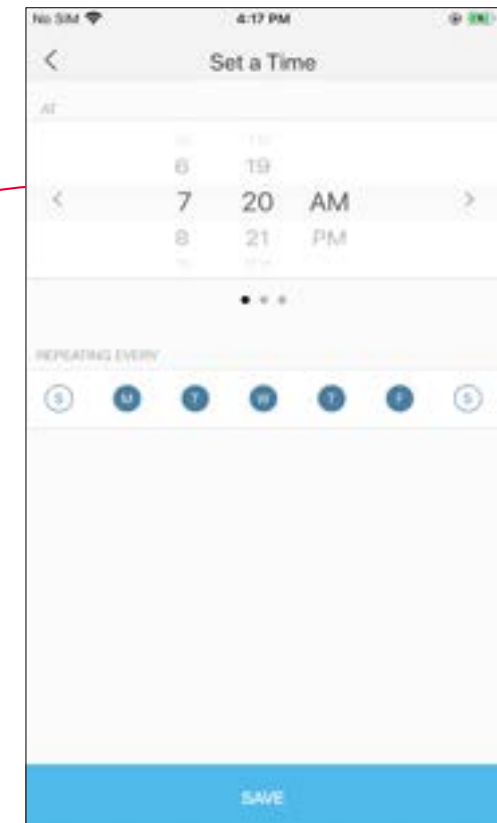 No SIM 4:17 PM
Set a Time
AT
6 19
7 20 AM
8 21 PM
REPEATING EVERY
S M T W T F S
SAVE